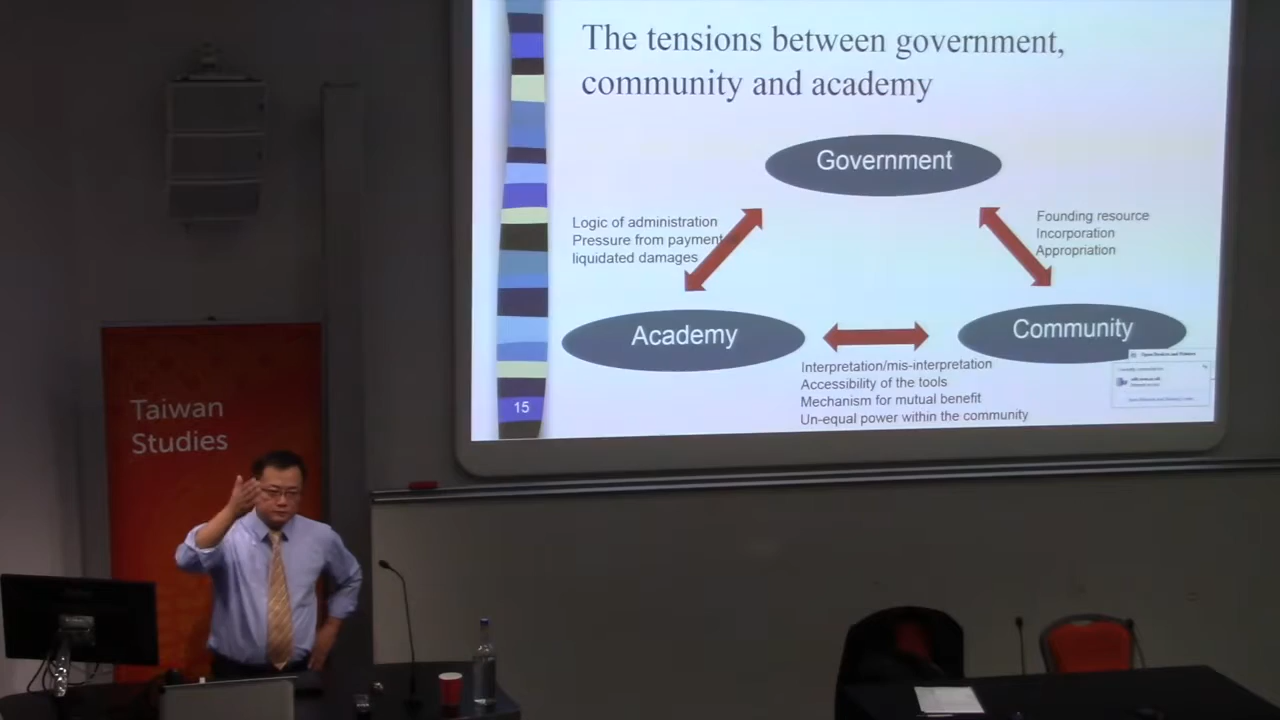 The tensions between government,
community and academy
Government
Logic of administration
Pressure from payment
liquidated damages
Founding resource
Incorporation
Appropriation
Academy
Community
Interpretation/mis-interpretation
Accessibility of the tools
Mechanism for mutual benefit
Un-equal power within the community
15
Taiwan
Studies